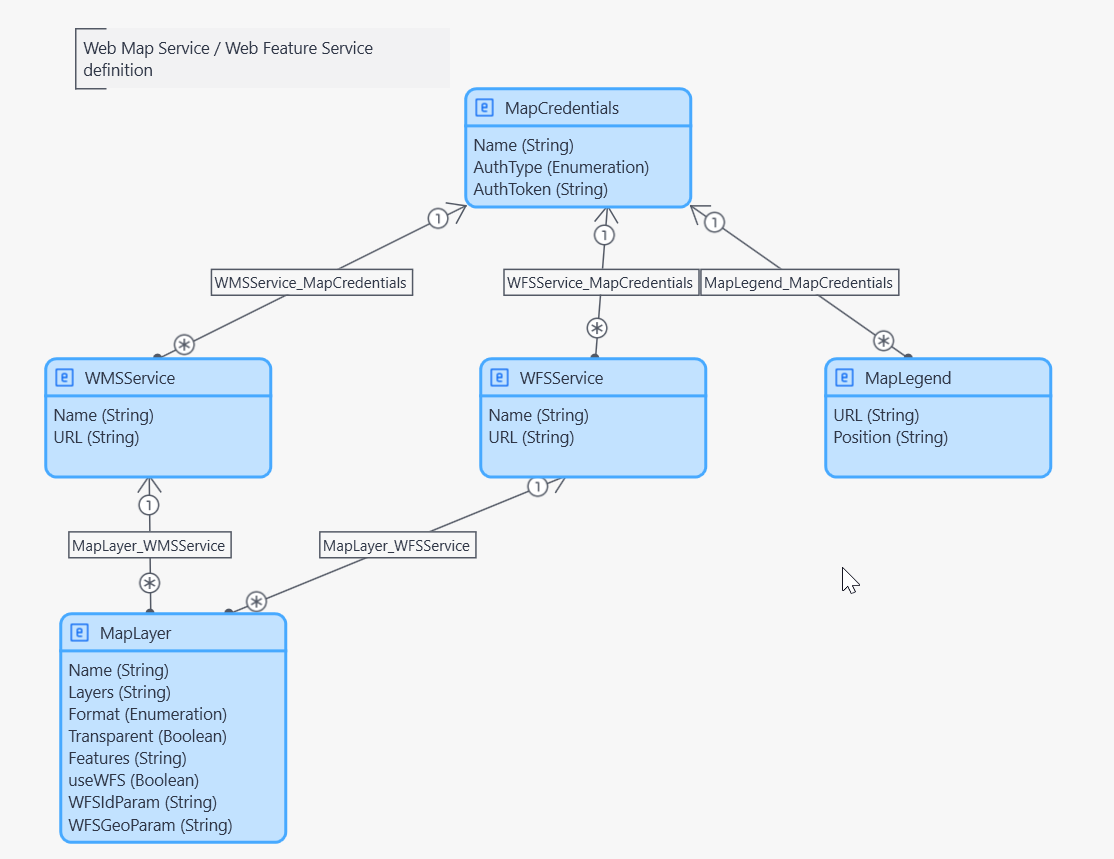 Web Map Service / Web Feature Service
definition
MapCredentials
Name (String)
AuthType (Enumeration)
AuthToken (String)
1
1
1
WMSService_MapCredentials
WFSService_MapCredentials
MapLegend_MapCredentials
*
*
*
WMSService
Name (String)
URL (String)
WFSService
Name (String)
URL (String)
MapLegend
URL (String)
Position (String)
1
1
MapLayer_WMSService
MapLayer_WFSService
*
*
MapLayer
Name (String)
Layers (String)
Format (Enumeration)
Transparent (Boolean)
Features (String)
useWFS (Boolean)
WFSIdParam (String)
WFSGeoParam (String)